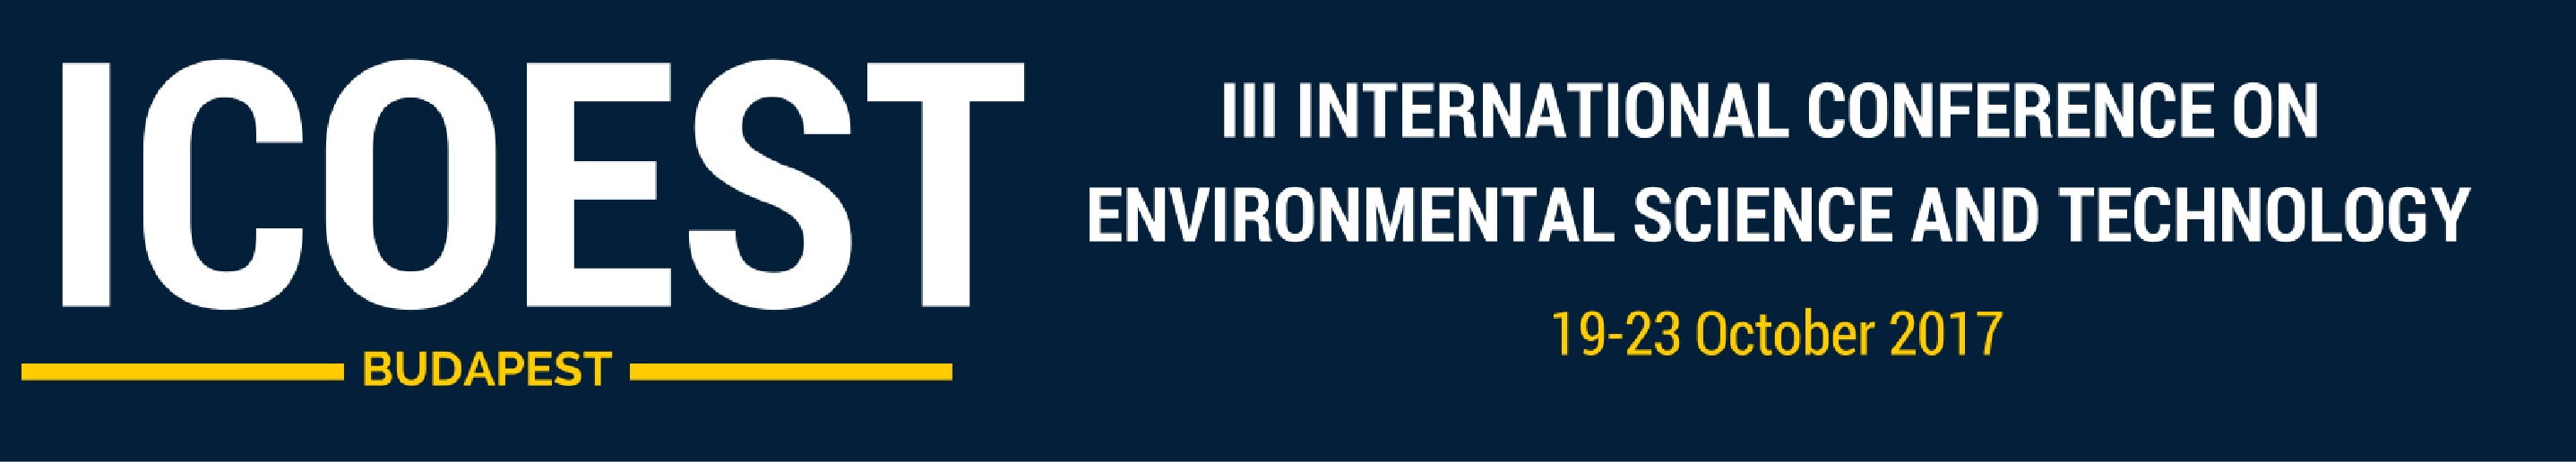 ICOEST
BUDAPEST
III INTERNATIONAL CONFERENCE ON
ENVIRONMENTAL SCIENCE AND TECHNOLOGY
19-23 October 2017